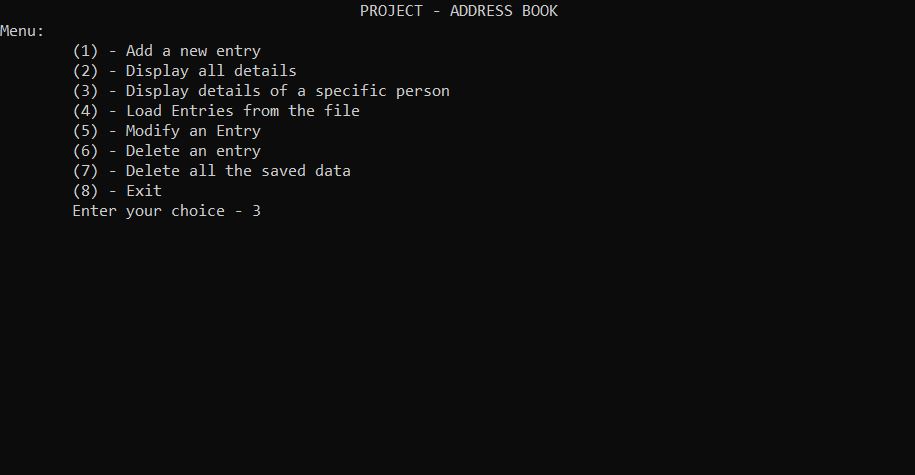 PROJECT - ADDRESS BOOK
Menu:
(1) - Add a new entry
(2) - Display all details
(3) - Display details of a specific person
(4) - Load Entries from the file
(5) - Modify an Entry
(6) - Delete an entry
(7) - Delete all the saved data
(8) - Exit
Enter your choice - 3